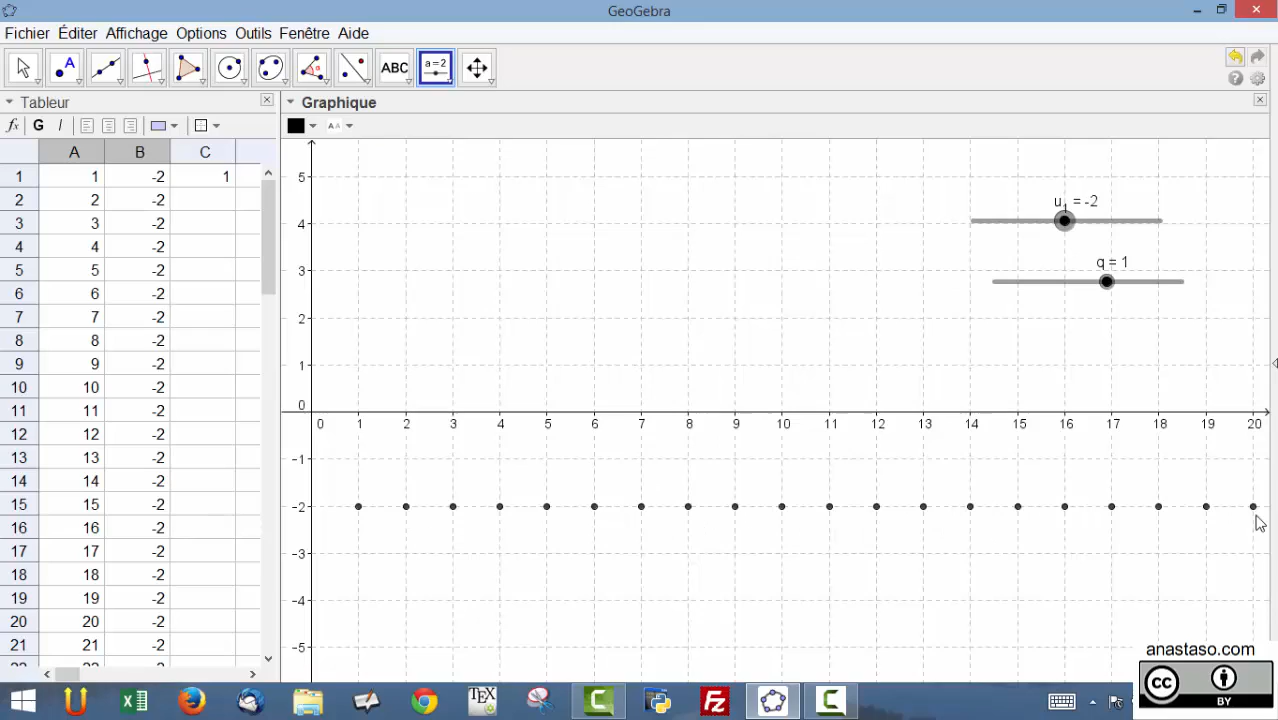 GeoGebra
Fichier Éditer Affichage Options Outils Fenêtre Aide
A α ABC a = 2
Tableur
Graphique
fx G I
A A
A B C
1 1 -2 1
2 2 -2
3 3 -2
4 4 -2
5 5 -2
6 6 -2
7 7 -2
8 8 -2
9 9 -2
10 10 -2
11 11 -2
12 12 -2
13 13 -2
14 14 -2
15 15 -2
16 16 -2
17 17 -2
18 18 -2
19 19 -2
20 20 -2
21 21 -2
5
4
3
2
1
0
−1
−2
−3
−4
−5
0 1 2 3 4 5 6 7 8 9 10 11 12 13 14 15 16 17 18 19 20
u1 = -2
q = 1
anastaso.com
CC BY
TEX
Fz